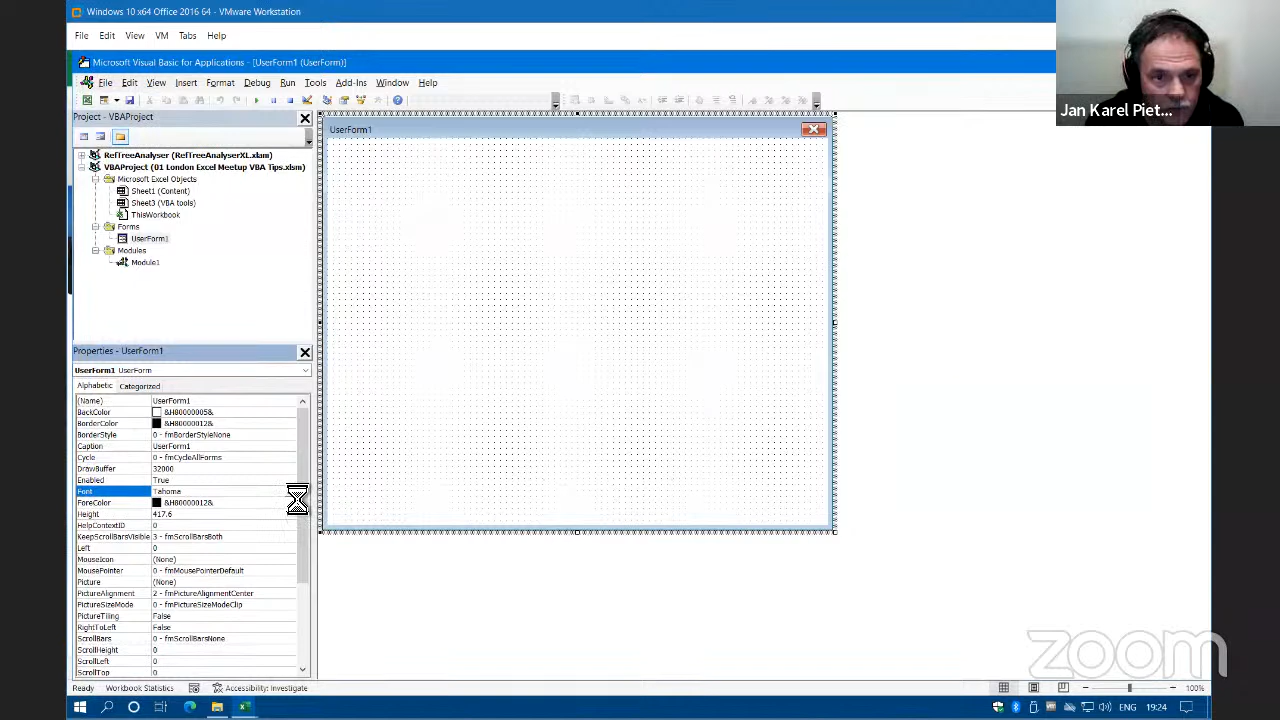 Windows 10 x64 Office 2016 64 - VMware Workstation
File Edit View VM Tabs Help
Microsoft Visual Basic for Applications - [UserForm1 (UserForm)]
File Edit View Insert Format Debug Run Tools Add-Ins Window Help
Jan Karel Piet...
Project - VBAProject
UserForm1
RefTreeAnalyser (RefTreeAnalyserXL.xlam)
VBAProject (01 London Excel Meetup VBA Tips.xlsm)
Microsoft Excel Objects
Sheet1 (Content)
Sheet3 (VBA tools)
ThisWorkbook
Forms
UserForm1
Modules
Module1
Properties - UserForm1
UserForm1 UserForm
Alphabetic Categorized
(Name) UserForm1
BackColor &H80000005&
BorderColor &H80000012&
BorderStyle 0 - fmBorderStyleNone
Caption UserForm1
Cycle 0 - fmCycleAllForms
DrawBuffer 32000
Enabled True
Font Tahoma
ForeColor &H80000012&
Height 417.6
HelpContextID 0
KeepScrollBarsVisible 3 - fmScrollBarsBoth
Left 0
MouseIcon (None)
MousePointer 0 - fmMousePointerDefault
Picture (None)
PictureAlignment 2 - fmPictureAlignmentCenter
PictureSizeMode 0 - fmPictureSizeModeClip
PictureTiling False
RightToLeft False
ScrollBars 0 - fmScrollBarsNone
ScrollHeight 0
ScrollLeft 0
ScrollTop 0
zoom
Ready Workbook Statistics Accessibility: Investigate 100%
ENG 19:24